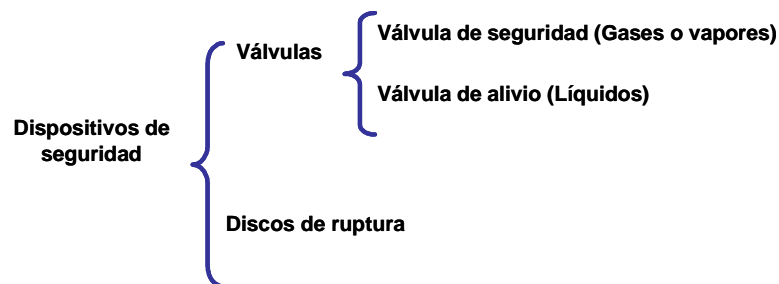 Válvulas
Válvula de seguridad (Gases o vapores)
Válvula de alivio (Líquidos)
Dispositivos de
seguridad
Discos de ruptura